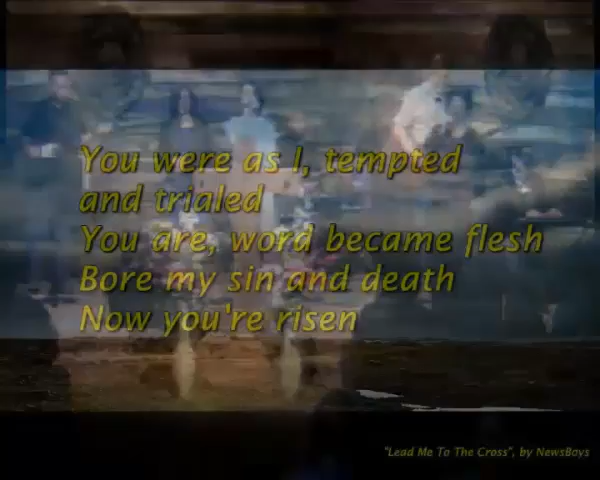 You were as I, tempted
and trialed
You are, word became flesh
Bore my sin and death
Now you're risen
"Lead Me To The Cross", by NewsBoys